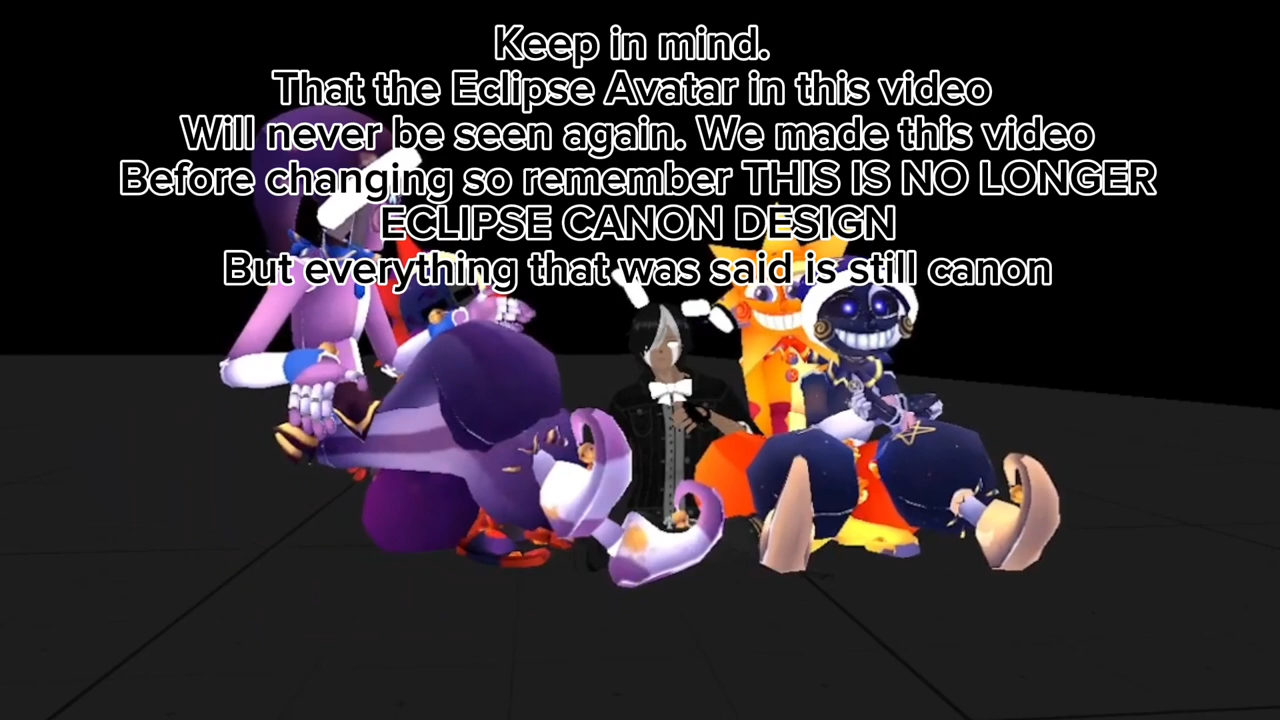 Keep in mind.
That the Eclipse Avatar in this video
Will never be seen again. We made this video
Before changing so remember THIS IS NO LONGER
ECLIPSE CANON DESIGN
But everything that was said is still canon